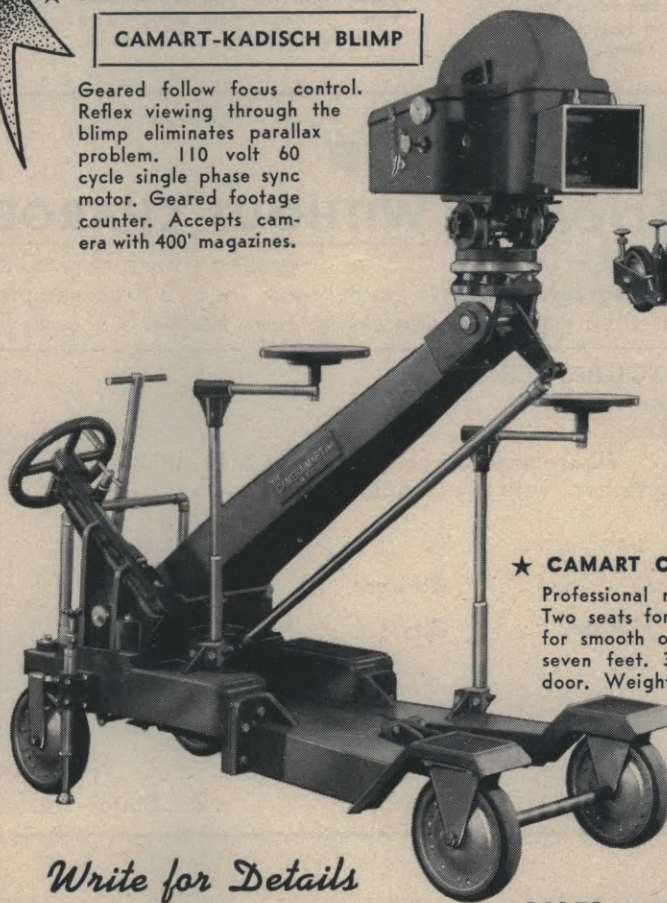 CAMART-KADISCH BLIMP
Geared follow focus control.
Reflex viewing through the
blimp eliminates parallax
problem. 110 volt 60
cycle single phase sync
motor. Geared footage
counter. Accepts cam-
era with 400' magazines.
★ CAMART C
Professional
Two seats for
for smooth
seven feet.
door. Weight
Write for Details